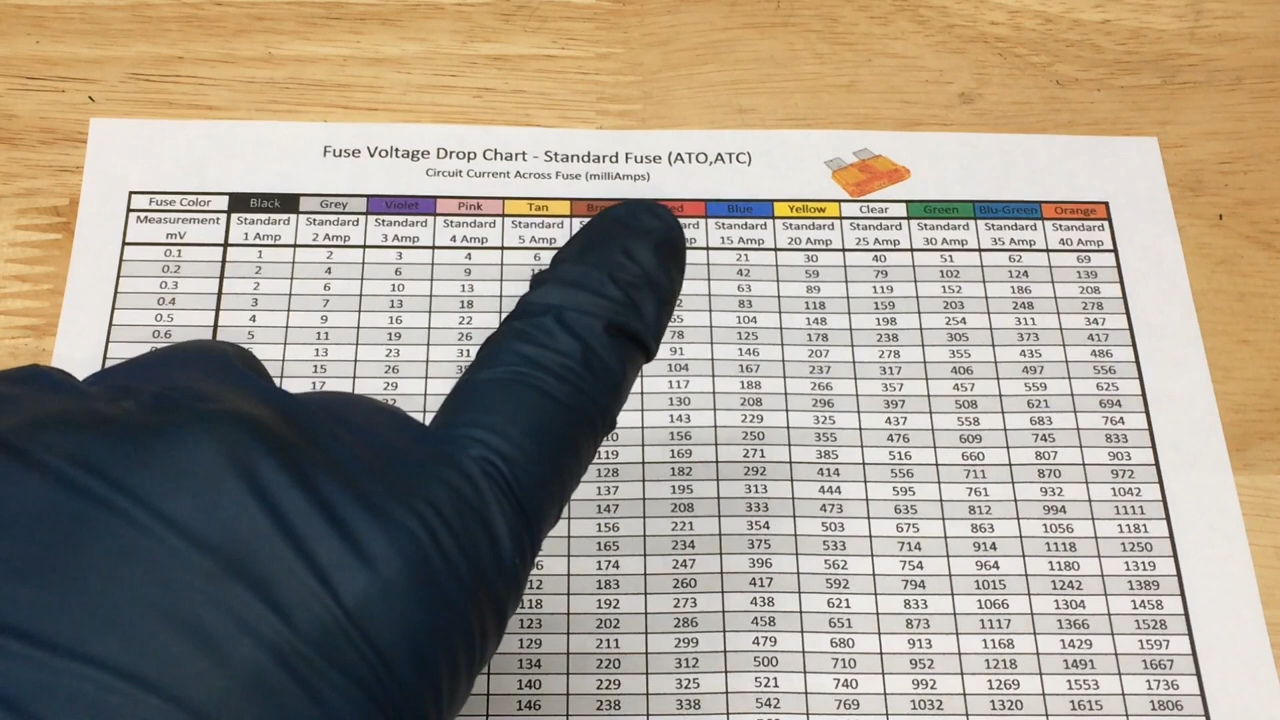 Fuse Voltage Drop Chart - Standard Fuse (ATO,ATC)
Circuit Current Across Fuse (milliAmps)
Fuse Color Black Grey Violet Pink Tan Blue Yellow Clear Green Blu-Green Orange
Measurement Standard Standard Standard Standard Standard Standard Standard Standard Standard Standard Standard
mV 1 Amp 2 Amp 3 Amp 4 Amp 5 Amp 15 Amp 20 Amp 25 Amp 30 Amp 35 Amp 40 Amp
0.1 1 2 3 4 6 21 30 40 51 62 69
0.2 2 4 6 9 42 59 79 102 124 139
0.3 2 6 10 13 63 89 119 152 186 208
0.4 3 7 13 18 83 118 159 203 248 278
0.5 4 9 16 22 104 148 198 254 311 347
0.6 5 11 19 26 78 125 178 238 305 373 417
13 23 31 91 146 207 278 355 435 486
15 26 104 167 237 317 406 497 556
17 29 117 188 266 357 457 559 625
130 208 296 397 508 621 694
143 229 325 437 558 683 764
156 250 355 476 609 745 833
119 169 271 385 516 660 807 903
128 182 292 414 556 711 870 972
137 195 313 444 595 761 932 1042
147 208 333 473 635 812 994 1111
156 221 354 503 675 863 1056 1181
165 234 375 533 714 914 1118 1250
174 247 396 562 754 964 1180 1319
183 260 417 592 794 1015 1242 1389
118 192 273 438 621 833 1066 1304 1458
123 202 286 458 651 873 1117 1366 1528
129 211 299 479 680 913 1168 1429 1597
134 220 312 500 710 952 1218 1491 1667
140 229 325 521 740 992 1269 1553 1736
146 238 338 542 769 1032 1320 1615 1806